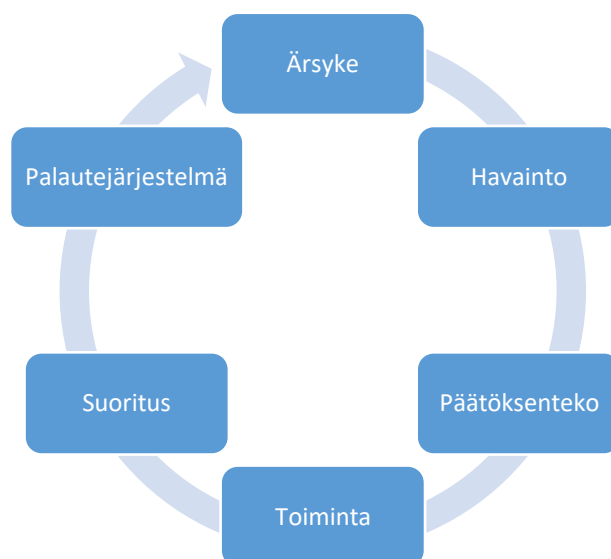 Ärsyke
Havainto
Päätöksenteko
Toiminta
Suoritus
Palautejärjestelmä